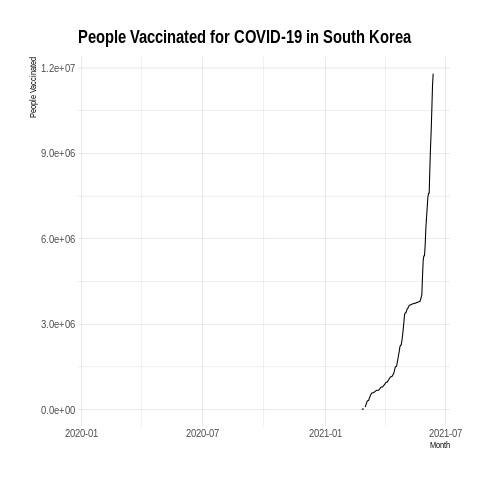 People Vaccinated for COVID-19 in South Korea
People Vaccinated
1.2e+07
9.0e+06
6.0e+06
3.0e+06
0.0e+00
2020-01 2020-07 2021-01 2021-07
Month